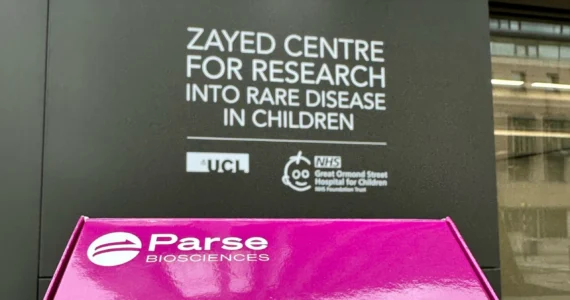 ZAYED CENTRE
FOR RESEARCH
INTO RARE DISEASE
IN CHILDREN
UCL
NHS
Great Ormond Street
Hospital for Children
NHS Foundation Trust
Parse
BIOSCIENCES